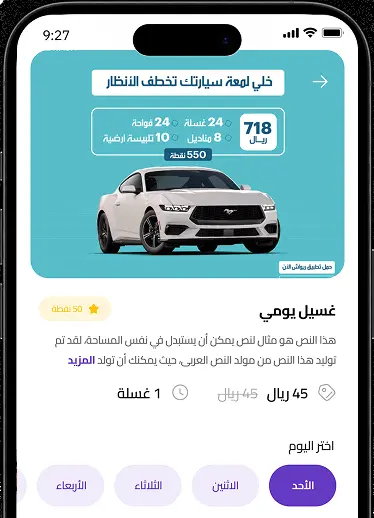 9:27
خلي لمعة سيارتك تخطف الأنظار
718
ريال
24 غسلة
24 فواحة
8 مناديل
10 تلبيسة ارضية
550 نقطة
حمل تطبيق ريواش الان
غسيل يومي
50 نقطة
هذا النص هو مثال لنص يمكن أن يستبدل في نفس المساحة، لقد تم
توليد هذا النص من مولد النص العربى، حيث يمكنك أن تولد المزيد
45 ريال
45 ريال
1 غسلة
اختر اليوم
الأحد
الاثنين
الثلاثاء
الأربعاء